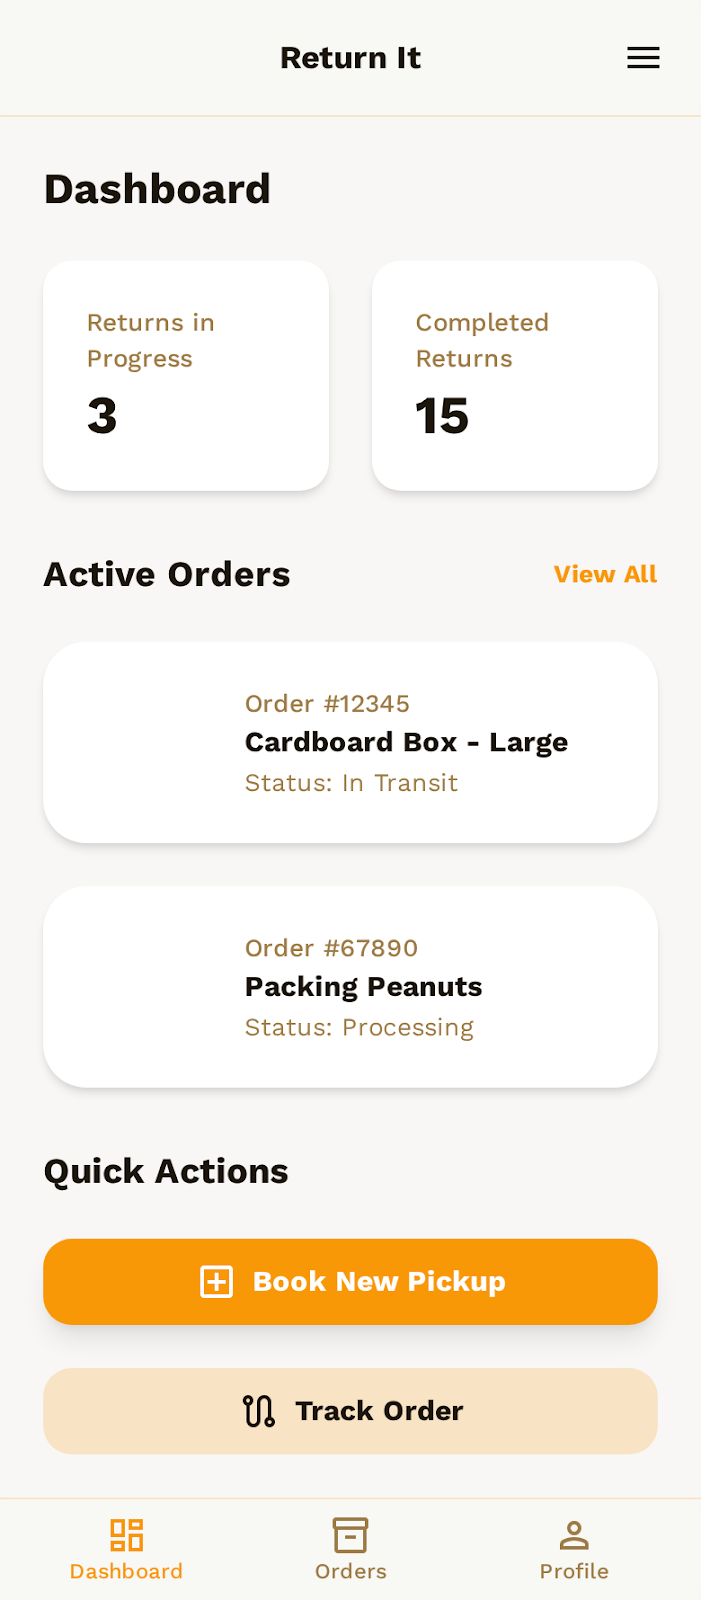 Return It
Dashboard
Returns in
Progress
3
Completed
Returns
15
Active Orders
View All
Order #12345
Cardboard Box - Large
Status: In Transit
Order #67890
Packing Peanuts
Status: Processing
Quick Actions
Book New Pickup
Track Order
Dashboard
Orders
Profile